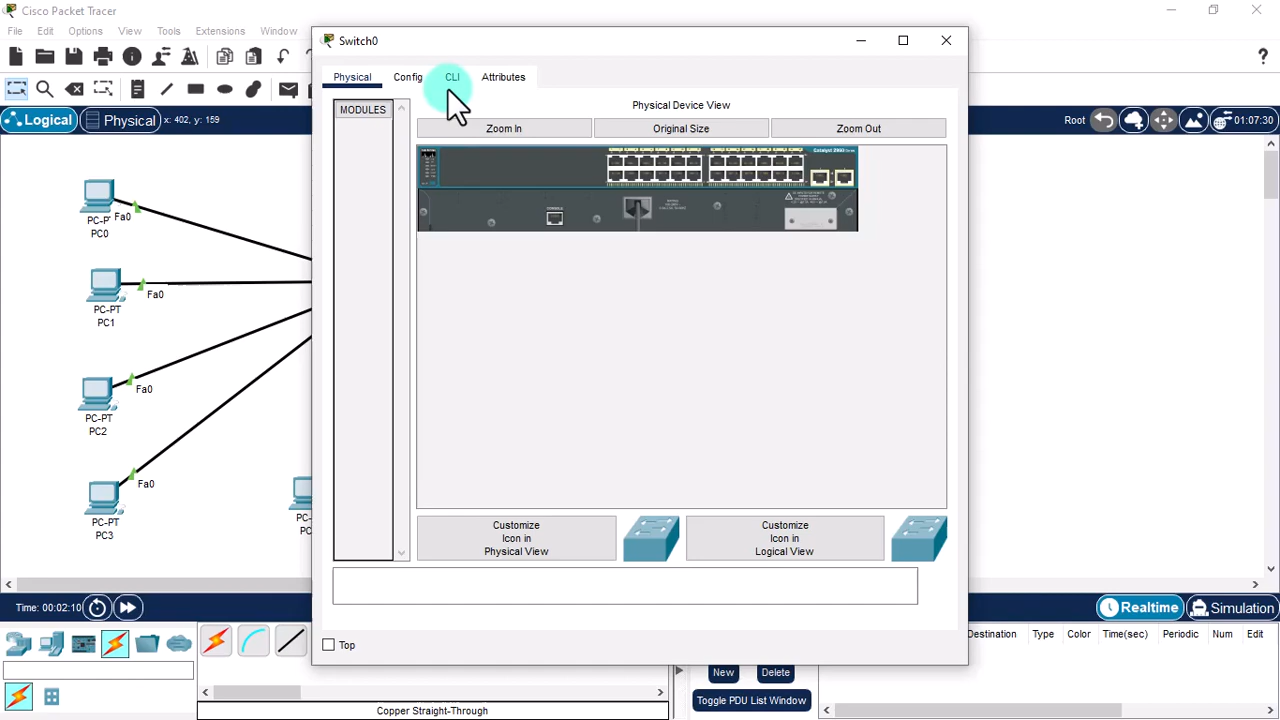 Cisco Packet Tracer
File Edit Options View Tools Extensions Window
Logical
Physical
x: 402, y: 159
Root
01:07:30
Switch0
Physical
Config
CLI
Attributes
MODULES
Physical Device View
Zoom In
Original Size
Zoom Out
Catalyst 2960 Series
CONSOLE
Fa0
PC0
Fa0
PC-PT
PC1
Fa0
PC-PT
PC2
Fa0
PC-PT
PC3
Customize
Icon in
Physical View
Customize
Icon in
Logical View
Top
Time: 00:02:10
Realtime
Simulation
Type Color Time(sec) Periodic Num Edit
New
Delete
Toggle PDU List Window
Copper Straight-Through